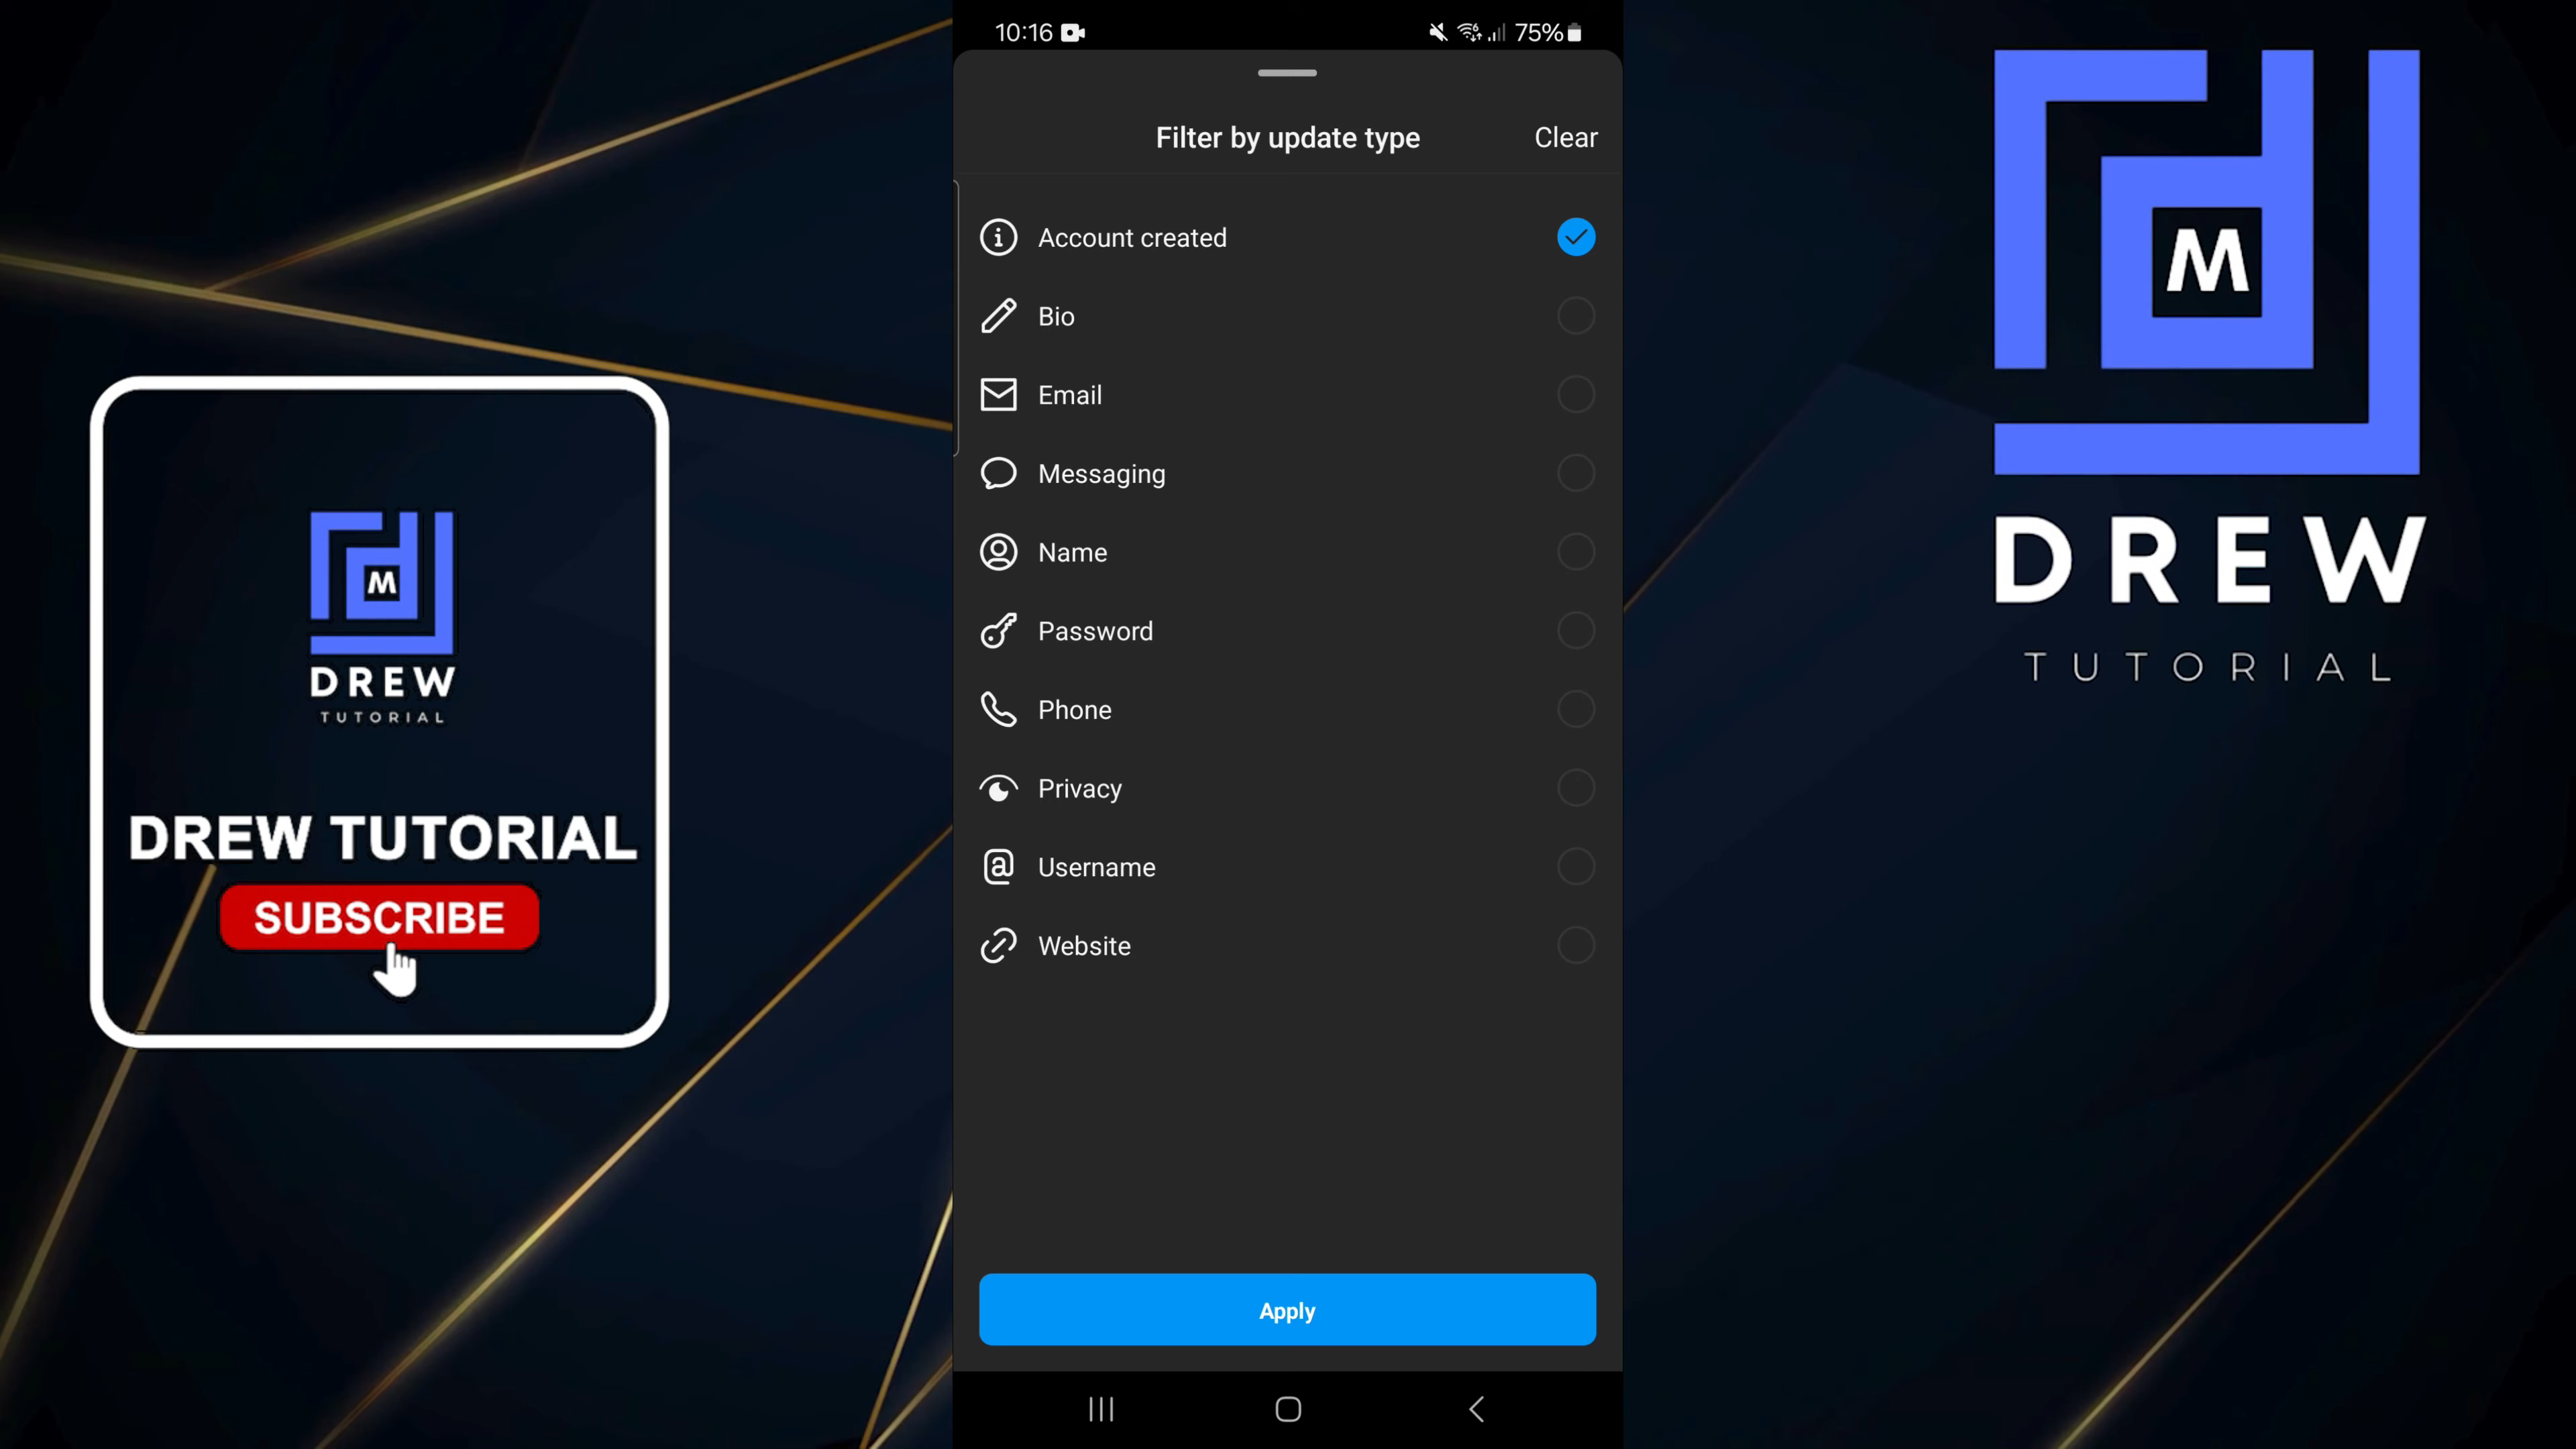 10:16
75%
Filter by update type
Clear
Account created
Bio
Email
Messaging
Name
Password
Phone
Privacy
Username
Website
Apply
M
DREW
TUTORIAL
DREW TUTORIAL
SUBSCRIBE
M
DREW
TUTORIAL